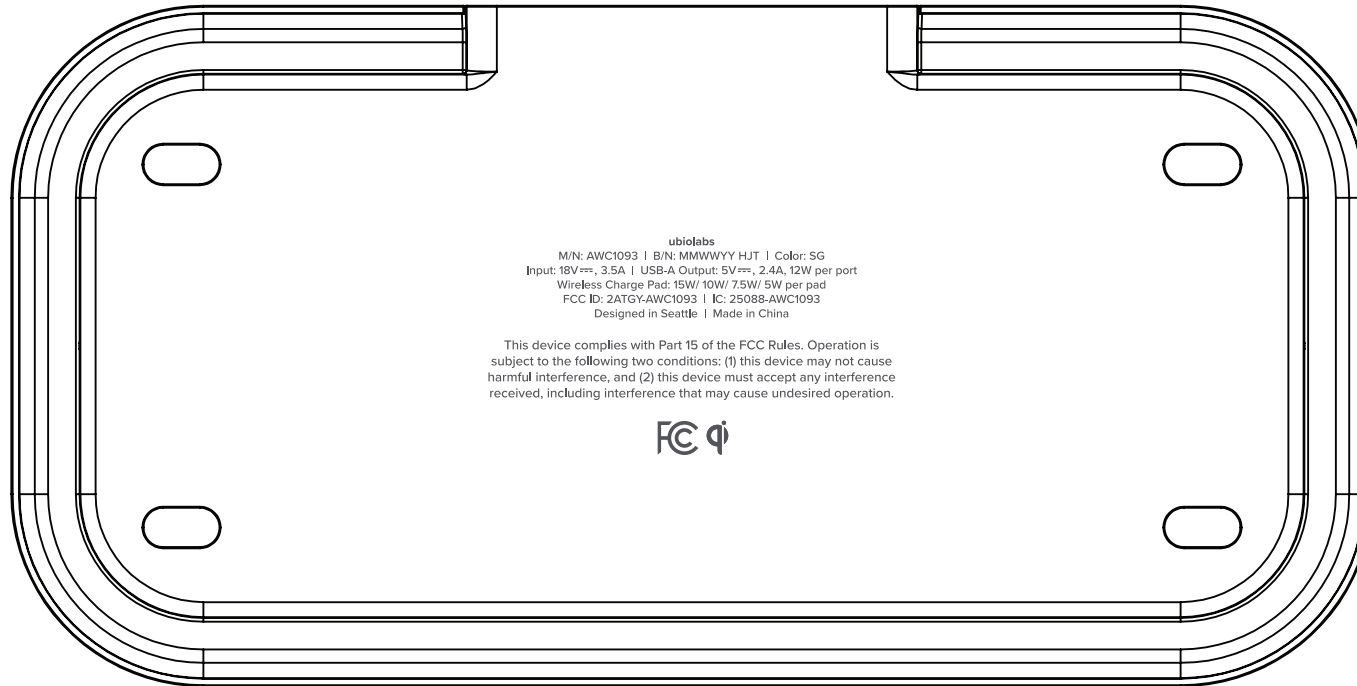 ubiolabs
M/N: AWC1093 | B/N: MMWWYY HJT | Color: SG
Input: 18V⎓, 3.5A | USB-A Output: 5V⎓, 2.4A, 12W per port
Wireless Charge Pad: 15W/ 10W/ 7.5W/ 5W per pad
FCC ID: 2ATGY-AWC1093 | IC: 25088-AWC1093
Designed in Seattle | Made in China
This device complies with Part 15 of the FCC Rules. Operation is
subject to the following two conditions: (1) this device may not cause
harmful interference, and (2) this device must accept any interference
received, including interference that may cause undesired operation.
FC qi